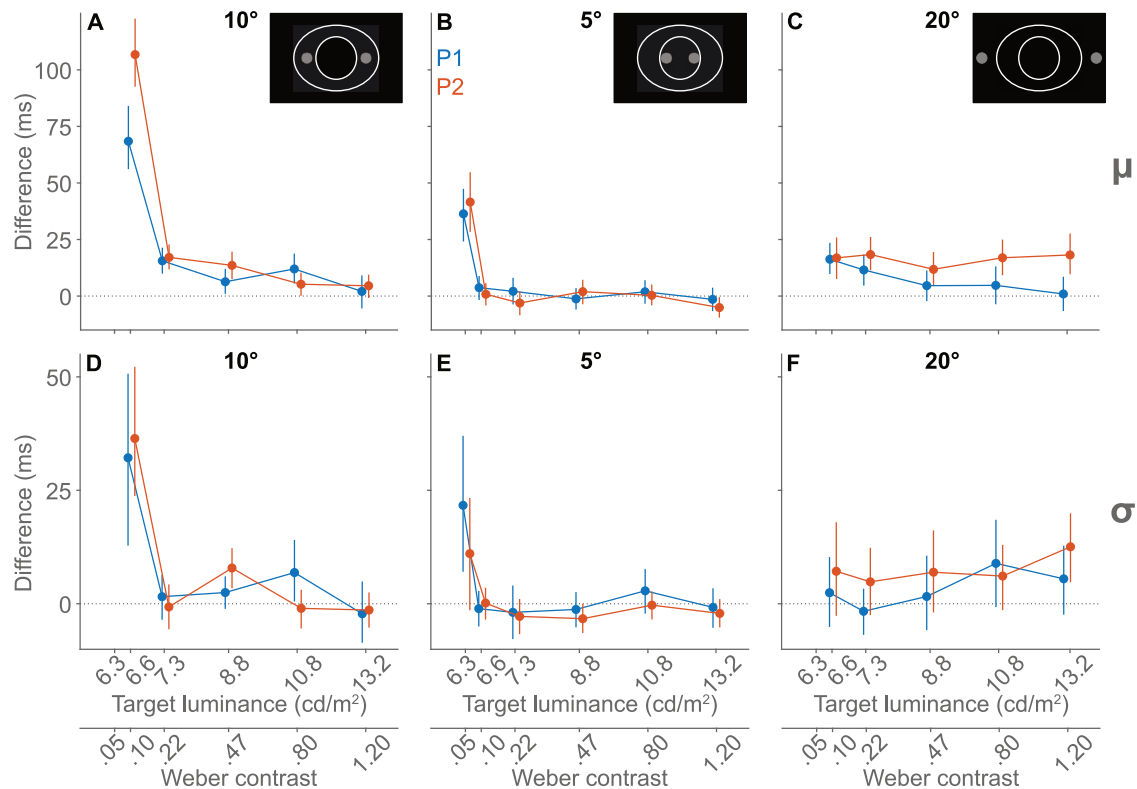 A 10°
B 5°
C 20°
P1
P2
100
75
50
25
0
Difference (ms)
μ
D 10°
E 5°
F 20°
50
25
0
Difference (ms)
σ
6.3 6.6 7.3 8.8 10.8 13.2
6.3 6.6 7.3 8.8 10.8 13.2
6.3 6.6 7.3 8.8 10.8 13.2
Target luminance (cd/m²)
Target luminance (cd/m²)
Target luminance (cd/m²)
.05 .10 .22 .47 .80 1.20
.05 .10 .22 .47 .80 1.20
.05 .10 .22 .47 .80 1.20
Weber contrast
Weber contrast
Weber contrast